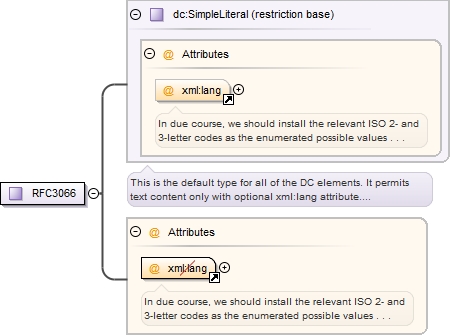 dc:SimpleLiteral (restriction base)
@ Attributes
@ xml:lang
In due course, we should install the relevant ISO 2- and
3-letter codes as the enumerated possible values . . .
This is the default type for all of the DC elements. It permits
text content only with optional xml:lang attribute....
RFC3066
@ Attributes
@ xml:lang
In due course, we should install the relevant ISO 2- and
3-letter codes as the enumerated possible values . . .